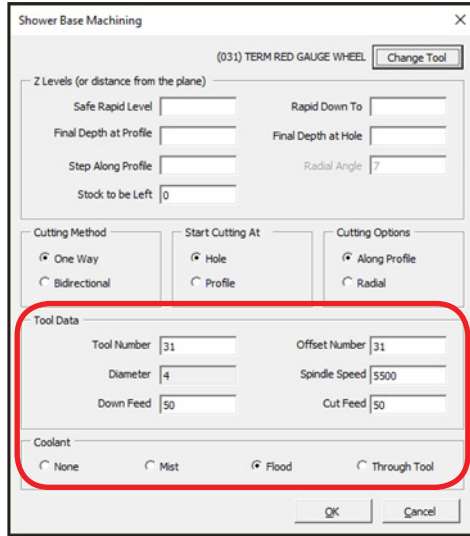 Shower Base Machining
(031) TERM RED GAUGE WHEEL Change Tool
Z Levels (or distance from the plane)
Safe Rapid Level Rapid Down To
Final Depth at Profile Final Depth at Hole
Step Along Profile Radial Angle 7
Stock to be Left 0
Cutting Method Start Cutting At Cutting Options
One Way Hole Along Profile
Bidirectional Profile Radial
Tool Data
Tool Number 31 Offset Number 31
Diameter 4 Spindle Speed 5500
Down Feed 50 Cut Feed 50
Coolant
None Mist Flood Through Tool
OK Cancel